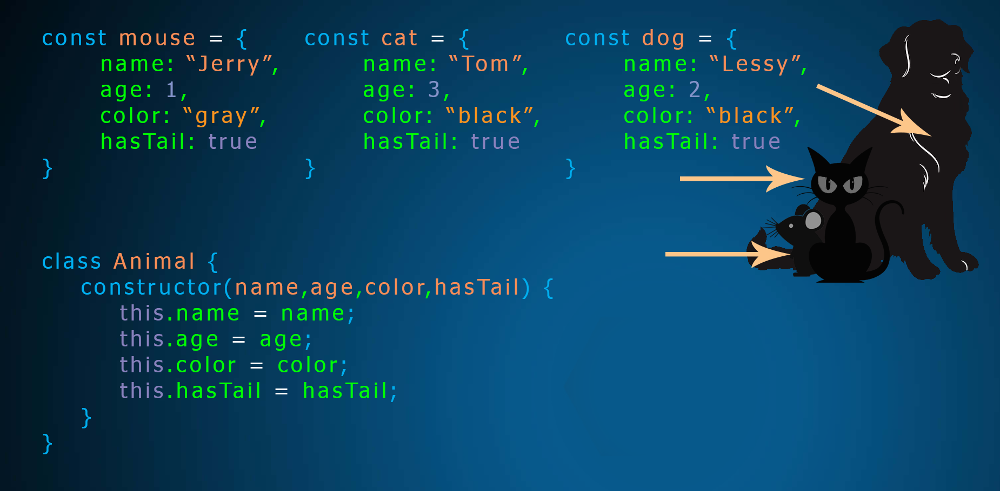 const mouse = {
name: “Jerry”,
age: 1,
color: “gray”,
hasTail: true
}
const cat = {
name: “Tom”,
age: 3,
color: “black”,
hasTail: true
}
const dog = {
name: “Lessy”,
age: 2,
color: “black”,
hasTail: true
}
class Animal {
constructor(name,age,color,hasTail) {
this.name = name;
this.age = age;
this.color = color;
this.hasTail = hasTail;
}
}